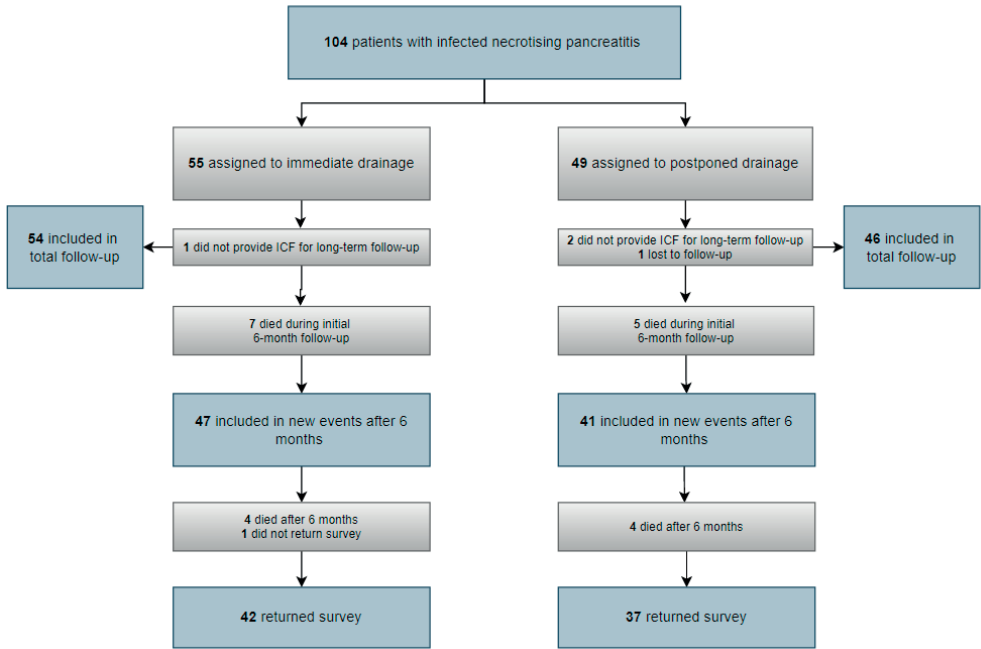 104 patients with infected necrotising pancreatitis
55 assigned to immediate drainage
49 assigned to postponed drainage
54 included in
total follow-up
1 did not provide ICF for long-term follow-up
2 did not provide ICF for long-term follow-up
1 lost to follow-up
46 included in
total follow-up
7 died during initial
6-month follow-up
5 died during initial
6-month follow-up
47 included in new events after 6
months
41 included in new events after 6
months
4 died after 6 months
1 did not return survey
4 died after 6 months
42 returned survey
37 returned survey